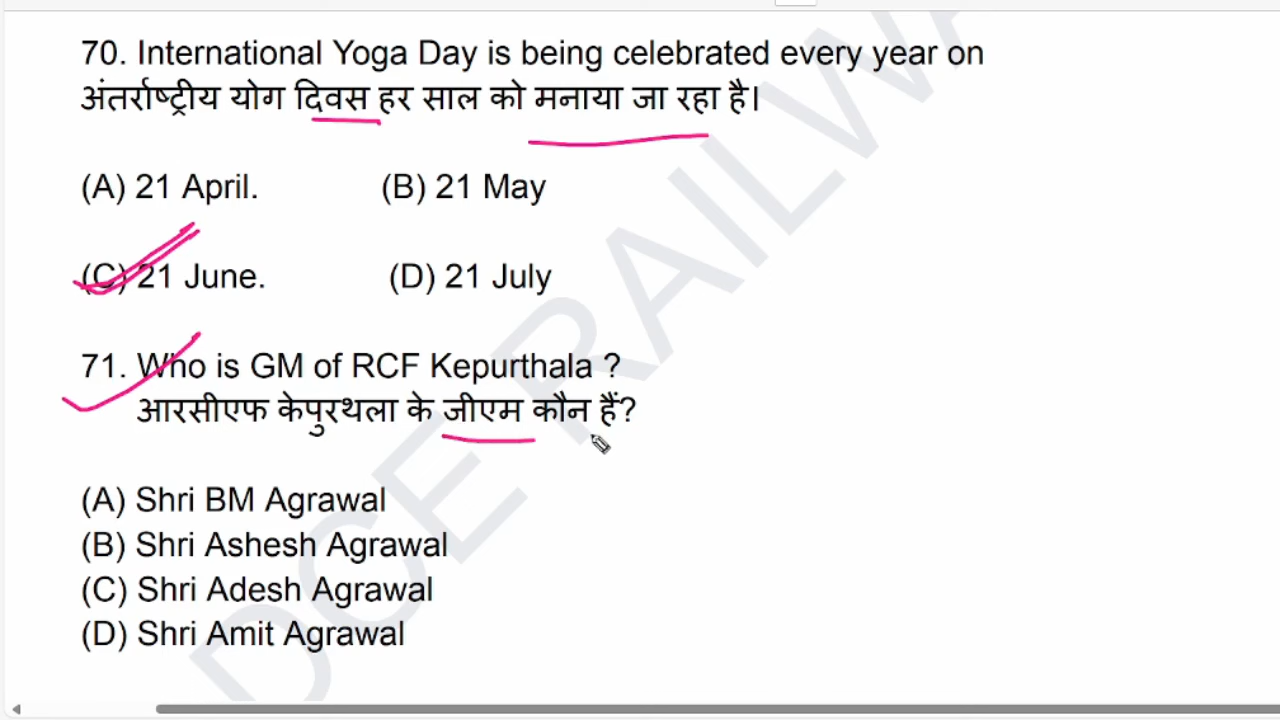 70. International Yoga Day is being celebrated every year on
अंतर्राष्ट्रीय योग दिवस हर साल को मनाया जा रहा है।
(A) 21 April. (B) 21 May
(C) 21 June. (D) 21 July
71. Who is GM of RCF Kepurthala ?
आरसीएफ केपुरथला के जीएम कौन हैं?
(A) Shri BM Agrawal
(B) Shri Ashesh Agrawal
(C) Shri Adesh Agrawal
(D) Shri Amit Agrawal
DCE RAILWA